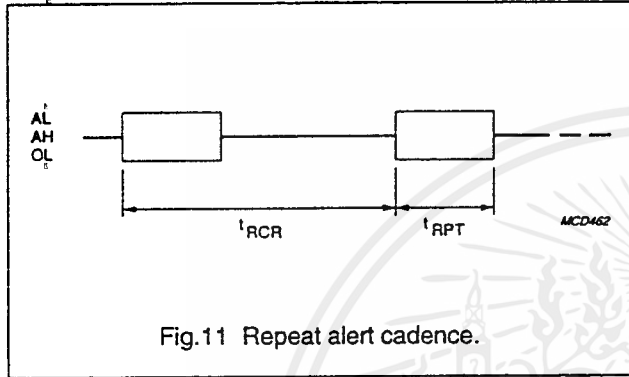 AL
AH
OL
tRCR
tRPT
MCD462
Fig.11 Repeat alert cadence.